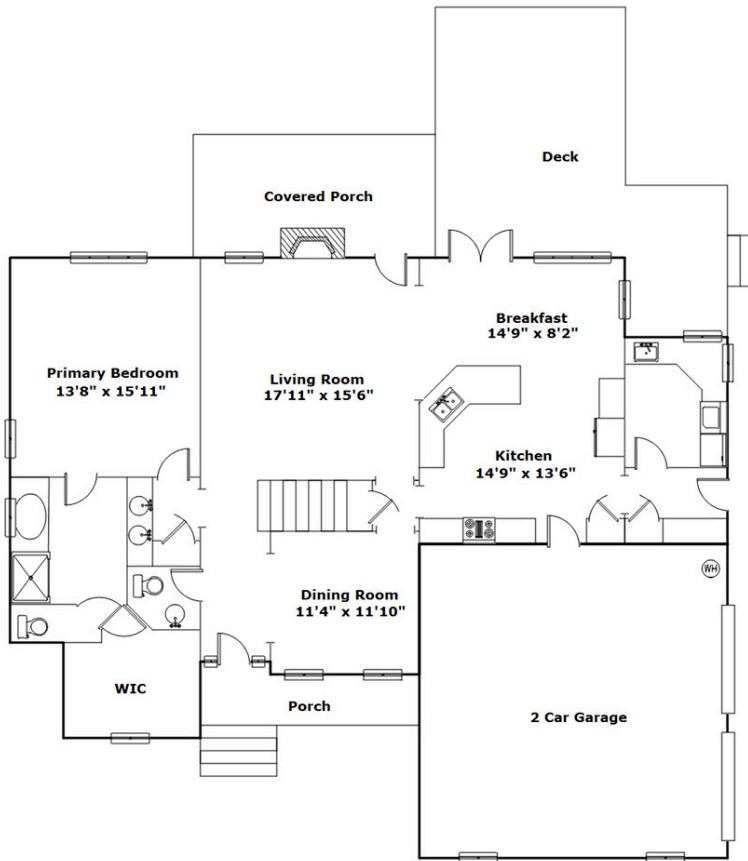 Deck
Covered Porch
Breakfast
14'9" x 8'2"
Primary Bedroom
13'8" x 15'11"
Living Room
17'11" x 15'6"
Kitchen
14'9" x 13'6"
WH
Dining Room
11'4" x 11'10"
WIC
Porch
2 Car Garage